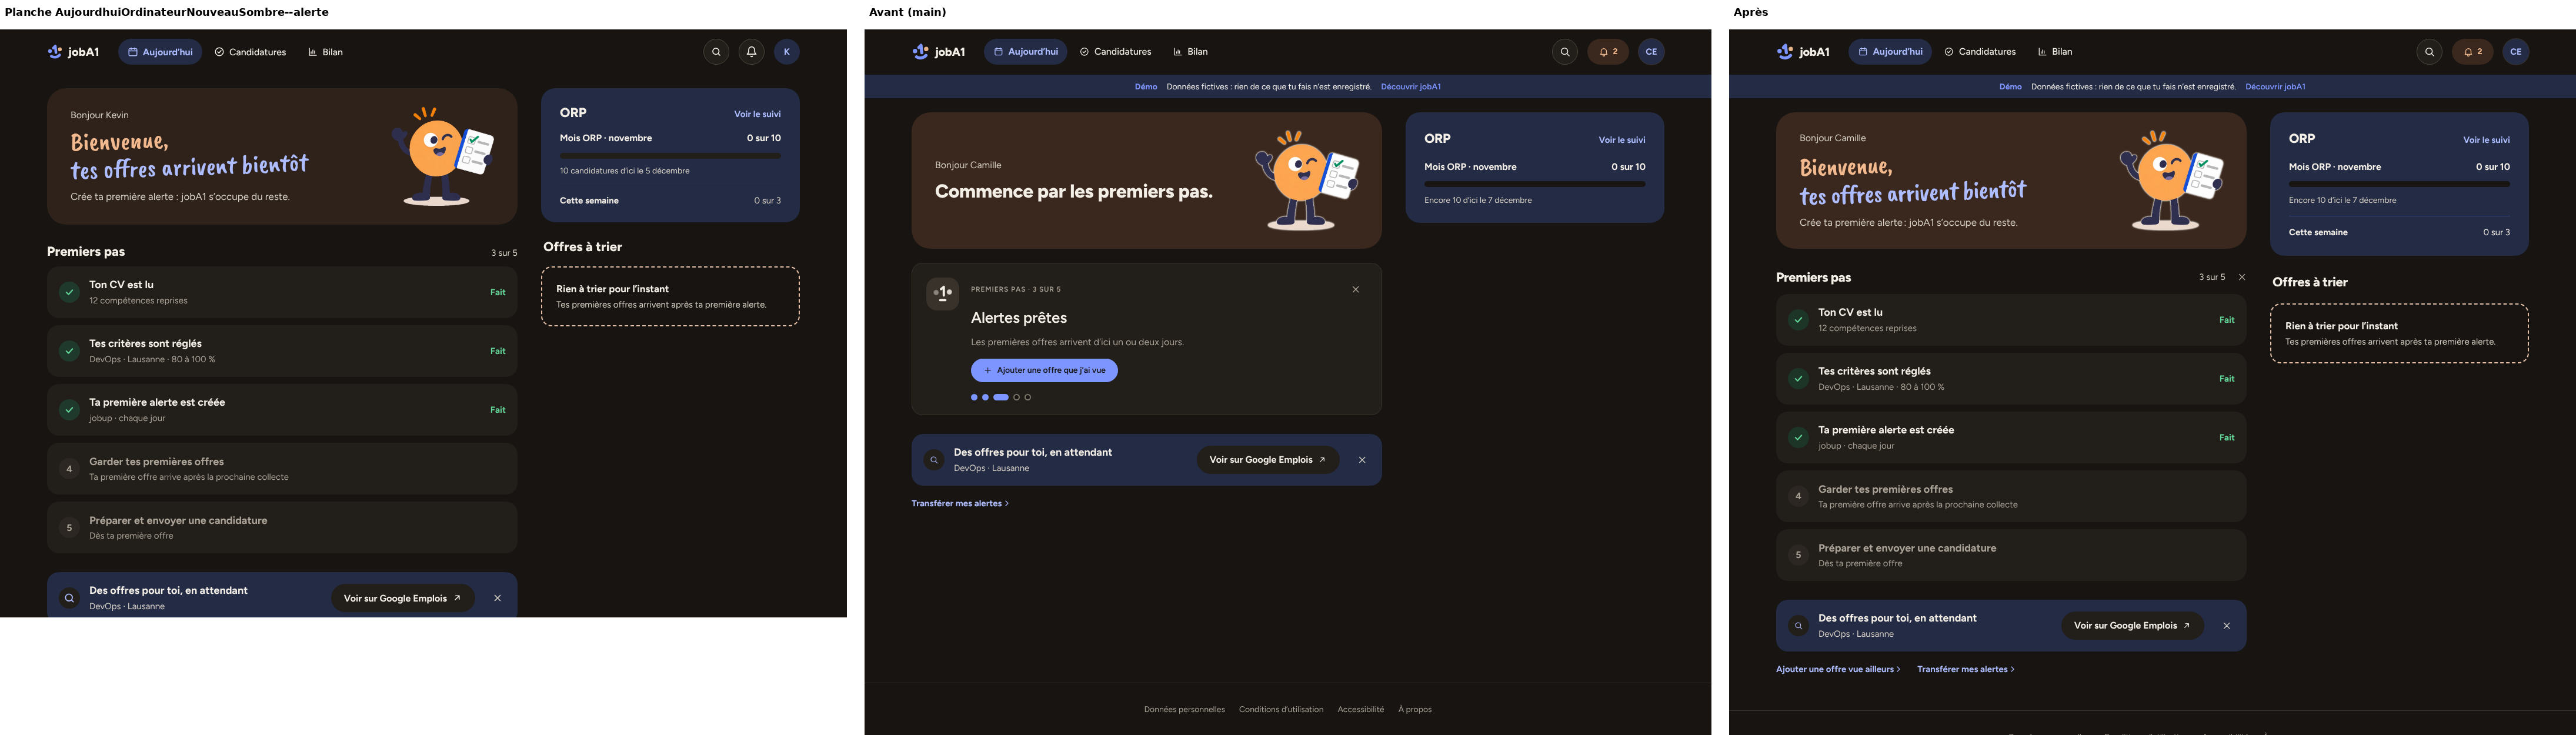 Planche AujourdhuiOrdinateurNouveauSombre--alerte
jobA1
Aujourd'hui
Candidatures
Bilan
K
Bonjour Kevin
Bienvenue,
tes offres arrivent bientôt
Crée ta première alerte : jobA1 s'occupe du reste.
ORP
Voir le suivi
Mois ORP · novembre
0 sur 10
10 candidatures d'ici le 5 décembre
Cette semaine
0 sur 3
Premiers pas
3 sur 5
Ton CV est lu
12 compétences reprises
Fait
Tes critères sont réglés
DevOps · Lausanne · 80 à 100 %
Fait
Ta première alerte est créée
jobup · chaque jour
Fait
4
Garder tes premières offres
Ta première offre arrive après la prochaine collecte
5
Préparer et envoyer une candidature
Dès ta première offre
Des offres pour toi, en attendant
DevOps · Lausanne
Voir sur Google Emplois
Offres à trier
Rien à trier pour l'instant
Tes premières offres arrivent après ta première alerte.
Avant (main)
jobA1
Aujourd'hui
Candidatures
Bilan
2
CE
Démo Données fictives : rien de ce que tu fais n'est enregistré. Découvrir jobA1
Bonjour Camille
Commence par les premiers pas.
ORP
Voir le suivi
Mois ORP · novembre
0 sur 10
Encore 10 d'ici le 7 décembre
PREMIERS PAS · 3 SUR 5
Alertes prêtes
Les premières offres arrivent d'ici un ou deux jours.
Ajouter une offre que j'ai vue
Des offres pour toi, en attendant
DevOps · Lausanne
Voir sur Google Emplois
Transférer mes alertes
Données personnelles
Conditions d'utilisation
Accessibilité
À propos
Après
jobA1
Aujourd'hui
Candidatures
Bilan
2
CE
Démo Données fictives : rien de ce que tu fais n'est enregistré. Découvrir jobA1
Bonjour Camille
Bienvenue,
tes offres arrivent bientôt
Crée ta première alerte : jobA1 s'occupe du reste.
ORP
Voir le suivi
Mois ORP · novembre
0 sur 10
Encore 10 d'ici le 7 décembre
Cette semaine
0 sur 3
Premiers pas
3 sur 5
Ton CV est lu
12 compétences reprises
Fait
Tes critères sont réglés
DevOps · Lausanne · 80 à 100 %
Fait
Ta première alerte est créée
jobup · chaque jour
Fait
4
Garder tes premières offres
Ta première offre arrive après la prochaine collecte
5
Préparer et envoyer une candidature
Dès ta première offre
Des offres pour toi, en attendant
DevOps · Lausanne
Voir sur Google Emplois
Ajouter une offre vue ailleurs
Transférer mes alertes
Offres à trier
Rien à trier pour l'instant
Tes premières offres arrivent après ta première alerte.